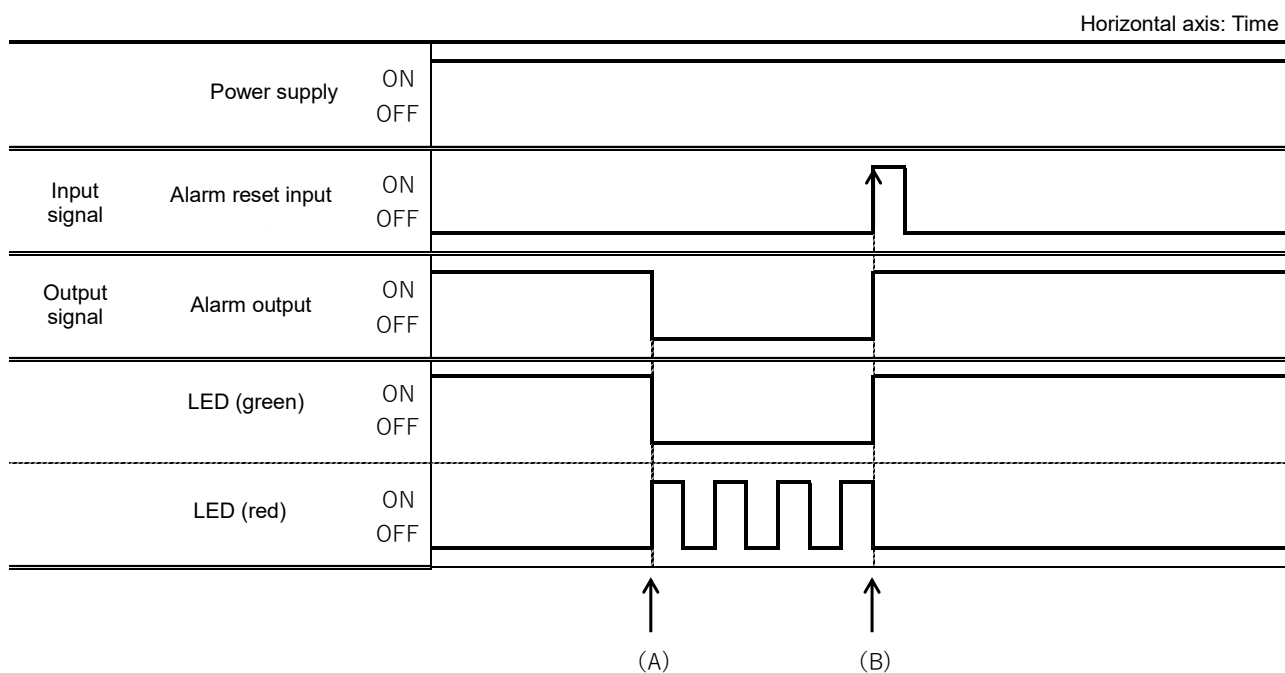 Horizontal axis: Time
Power supply
ON
OFF
Input
signal
Alarm reset input
ON
OFF
Output
signal
Alarm output
ON
OFF
LED (green)
ON
OFF
LED (red)
ON
OFF
(A)
(B)